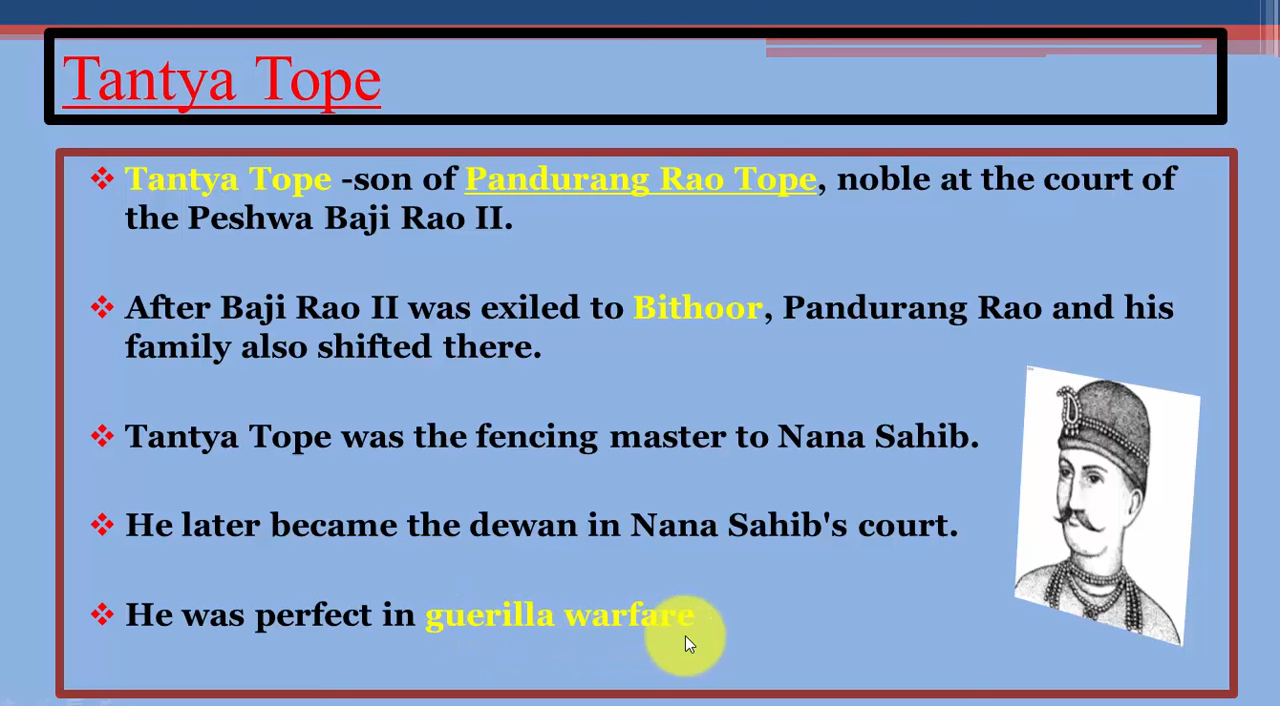 Tantya Tope
❖ Tantya Tope -son of Pandurang Rao Tope, noble at the court of
the Peshwa Baji Rao II.
❖ After Baji Rao II was exiled to Bithoor, Pandurang Rao and his
family also shifted there.
❖ Tantya Tope was the fencing master to Nana Sahib.
❖ He later became the dewan in Nana Sahib's court.
❖ He was perfect in guerilla warfare